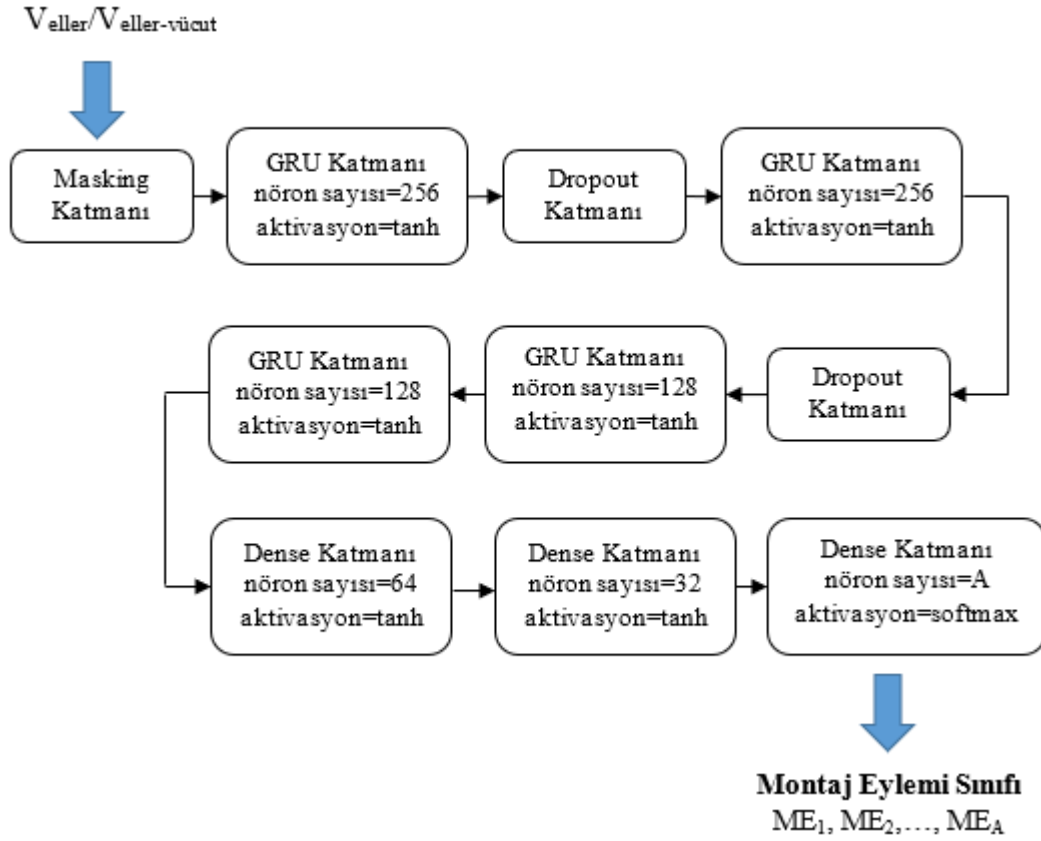 Veller/Veller-vücut
Masking
Katmanı
GRU Katmanı
nöron sayısı=256
aktivasyon=tanh
Dropout
Katmanı
GRU Katmanı
nöron sayısı=256
aktivasyon=tanh
Dropout
Katmanı
GRU Katmanı
nöron sayısı=128
aktivasyon=tanh
GRU Katmanı
nöron sayısı=128
aktivasyon=tanh
Dense Katmanı
nöron sayısı=64
aktivasyon=tanh
Dense Katmanı
nöron sayısı=32
aktivasyon=tanh
Dense Katmanı
nöron sayısı=A
aktivasyon=softmax
Montaj Eylemi Sınıfı
ME1, ME2,…, MEA